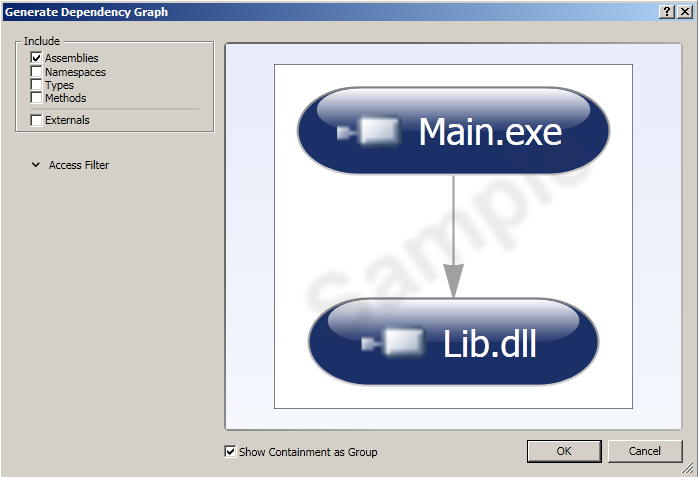 Generate Dependency Graph
Include
Assemblies
Namespaces
Types
Methods
Externals
Access Filter
Main.exe
Sample
Lib.dll
Show Containment as Group
OK
Cancel